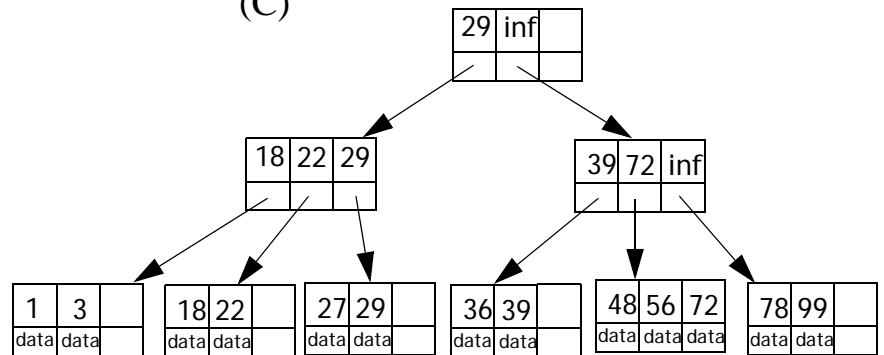 (C)
29 inf
18 22 29
39 72 inf
1 3
18 22
27 29
36 39
48 56 72
78 99
data data
data data
data data
data data
data data data
data data